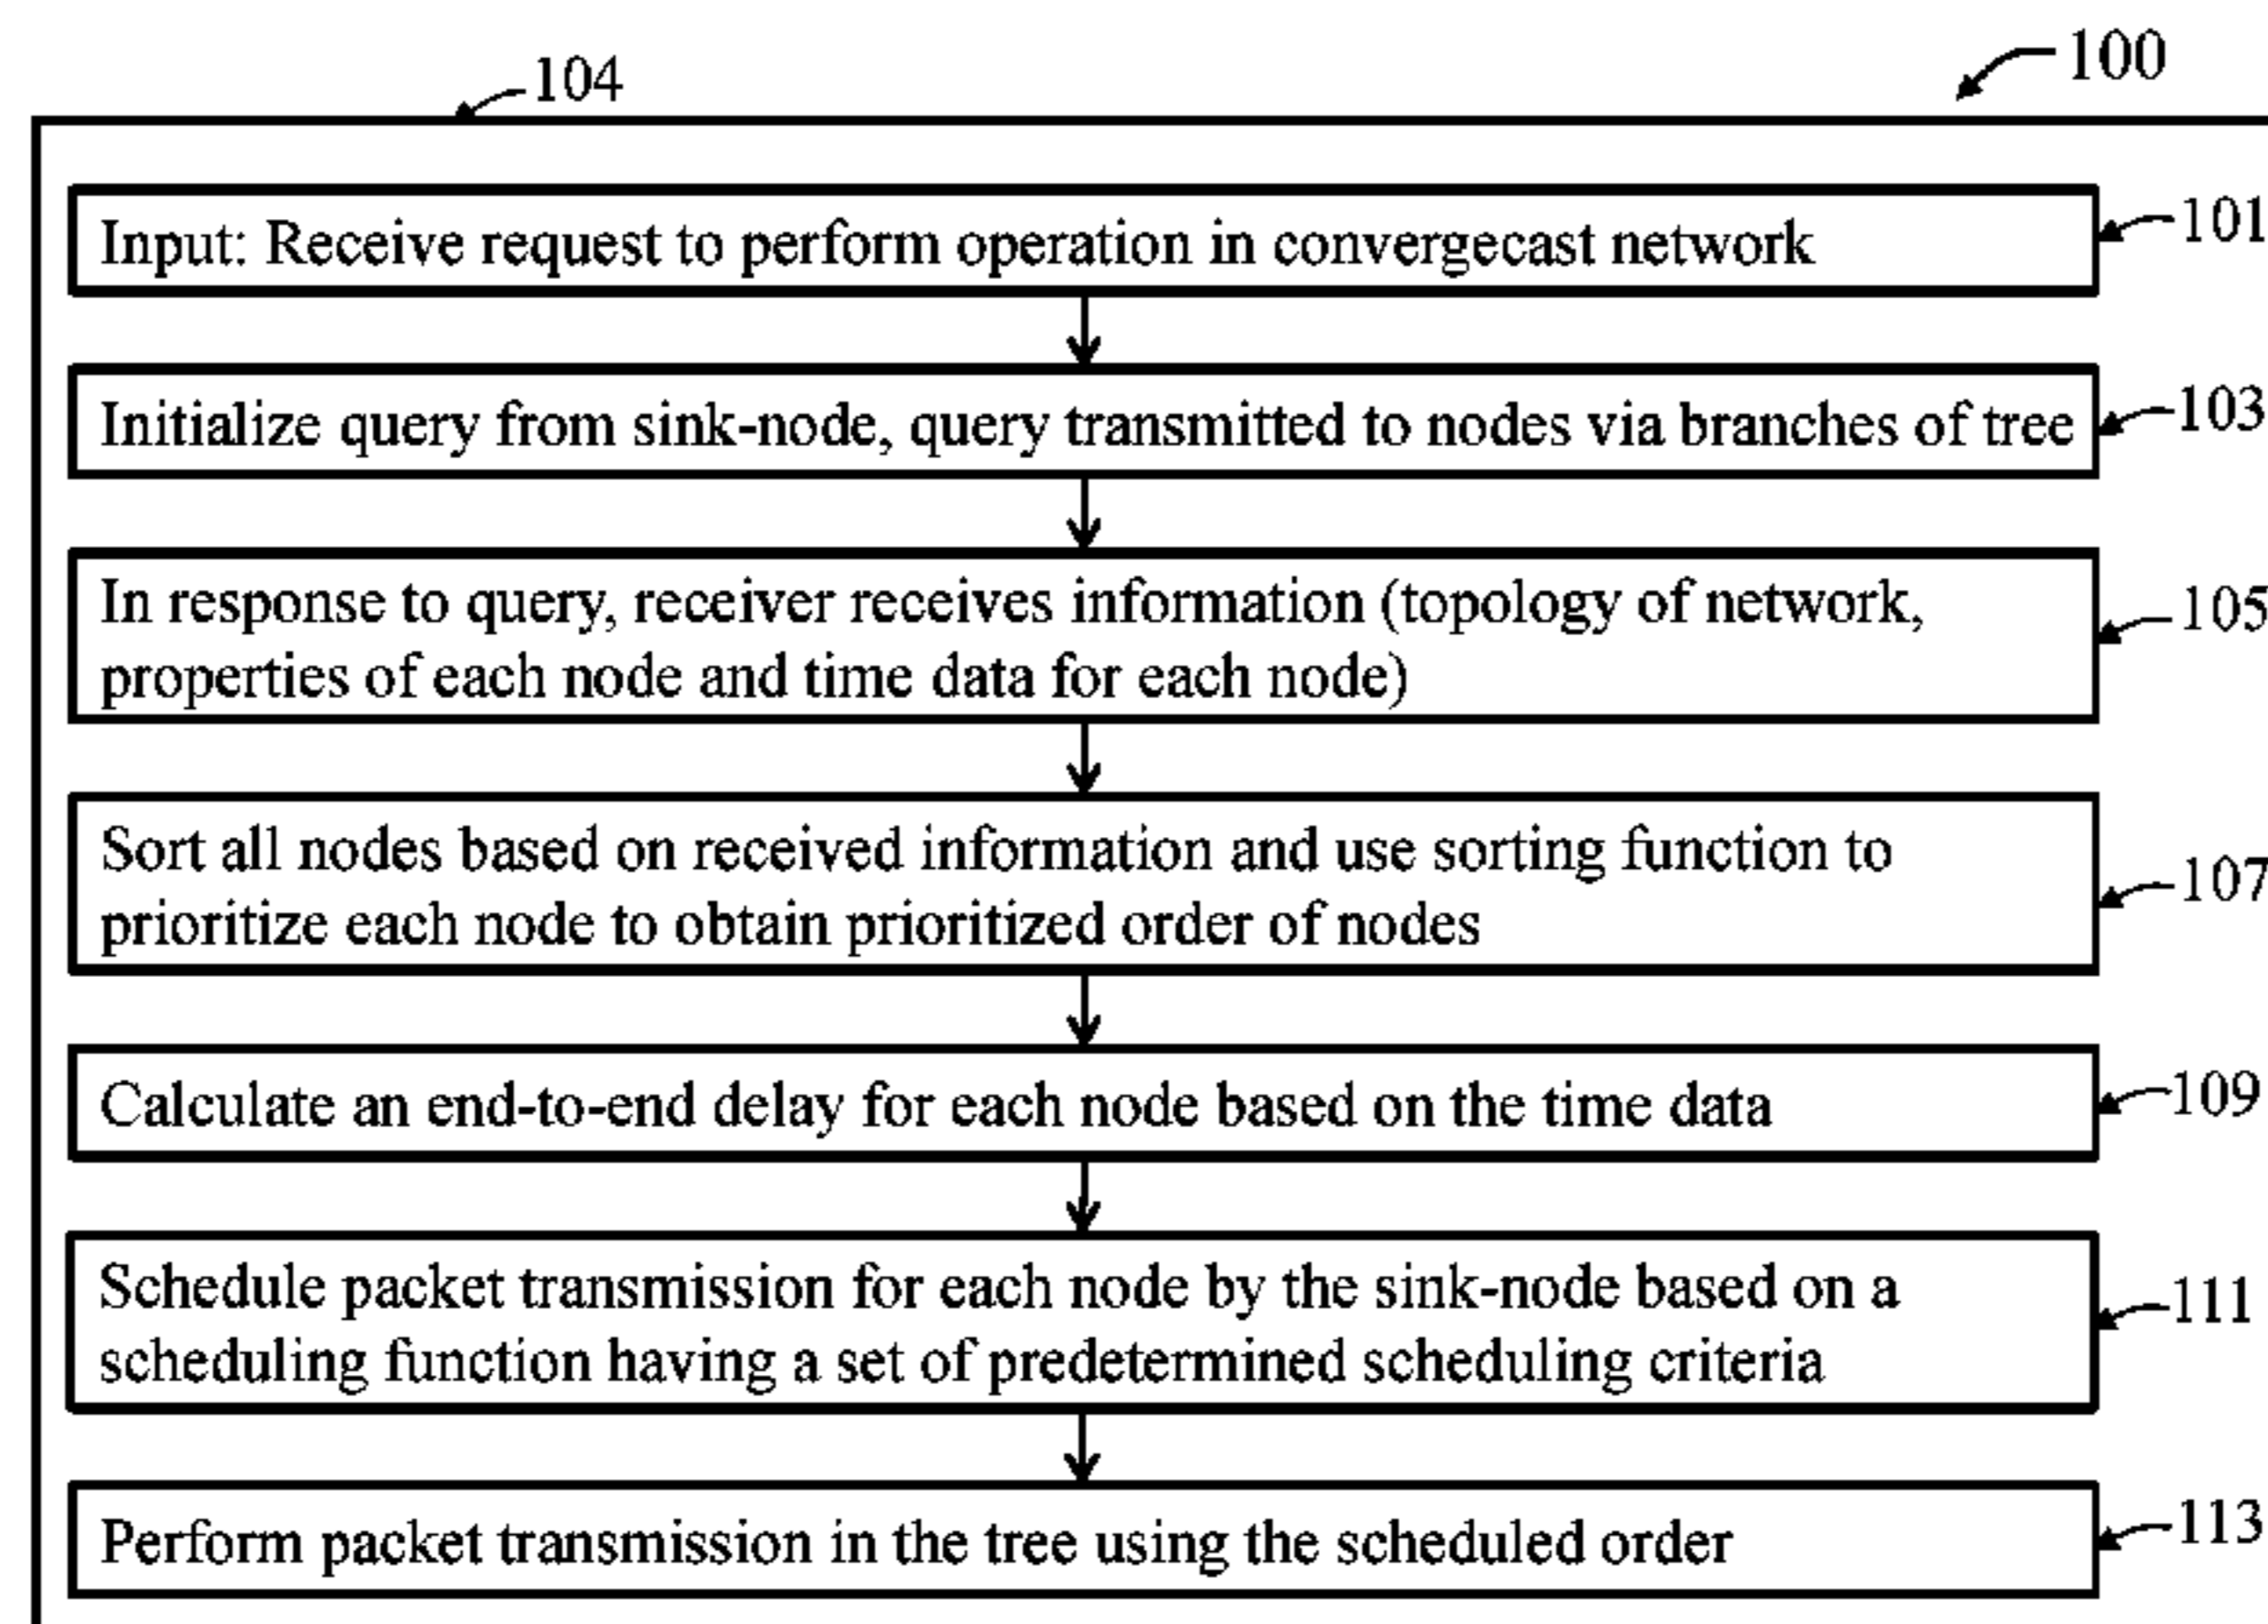 100
104
Input: Receive request to perform operation in convergecast network
101
Initialize query from sink-node, query transmitted to nodes via branches of tree
103
In response to query, receiver receives information (topology of network,
properties of each node and time data for each node)
105
Sort all nodes based on received information and use sorting function to
prioritize each node to obtain prioritized order of nodes
107
Calculate an end-to-end delay for each node based on the time data
109
Schedule packet transmission for each node by the sink-node based on a
scheduling function having a set of predetermined scheduling criteria
111
Perform packet transmission in the tree using the scheduled order
113